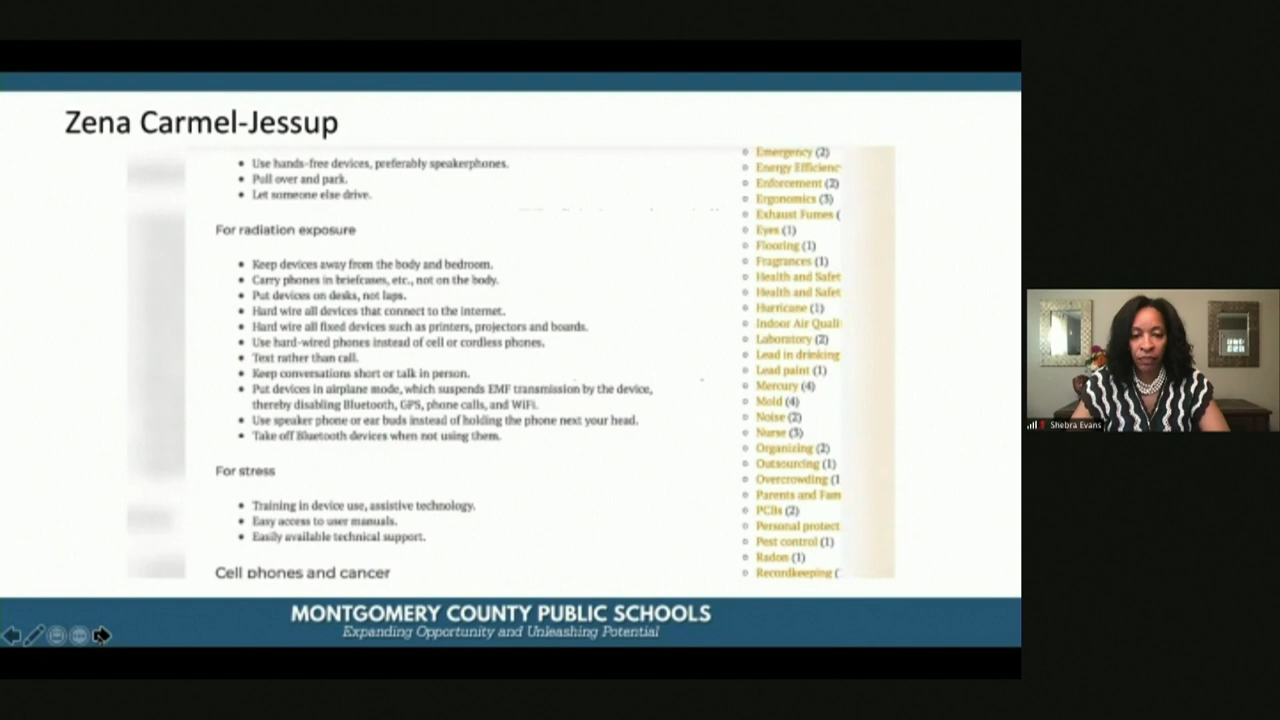 Zena Carmel-Jessup
Use hands-free devices, preferably speakerphones.
Pull over and park.
Let someone else drive.
For radiation exposure
Keep devices away from the body and bedroom.
Carry phones in briefcases, etc., not on the body.
Put devices on desks, not laps.
Hard wire all devices that connect to the internet.
Hard wire all fixed devices such as printers, projectors and boards.
Use hard-wired phones instead of cell or cordless phones.
Text rather than call.
Keep conversations short or talk in person.
Put devices in airplane mode, which suspends EMF transmission by the device,
thereby disabling Bluetooth, GPS, phone calls, and WiFi.
Use speaker phone or ear buds instead of holding the phone next your head.
Take off Bluetooth devices when not using them.
For stress
Training in device use, assistive technology.
Easy access to user manuals.
Easily available technical support.
Cell phones and cancer
Emergency (2)
Energy Efficienc
Enforcement (2)
Ergonomics (3)
Exhaust Fumes (
Eyes (1)
Flooring (1)
Fragrances (1)
Health and Safet
Health and Safet
Hurricane (1)
Indoor Air Quali
Laboratory (2)
Lead in drinking
Lead paint (1)
Mercury (4)
Mold (4)
Noise (2)
Nurse (3)
Organizing (2)
Outsourcing (1)
Overcrowding (1
Parents and Fam
PCBs (2)
Personal protect
Pest control (1)
Radon (1)
Recordkeeping (
MONTGOMERY COUNTY PUBLIC SCHOOLS
Expanding Opportunity and Unleashing Potential
Shebra Evans